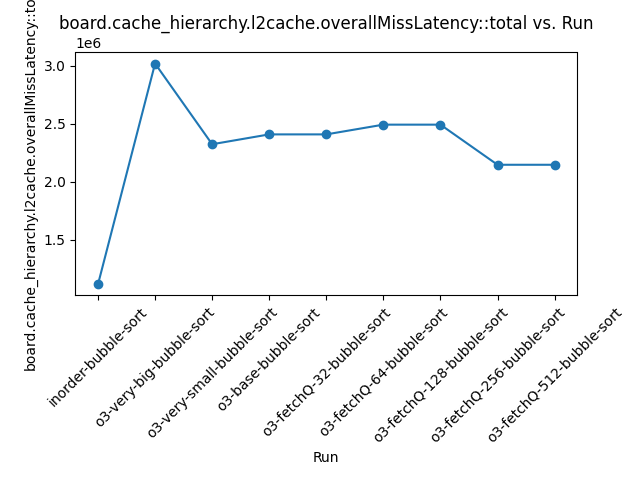 board.cache_hierarchy.l2cache.overallMissLatency::total vs. Run
1e6
3.0
2.5
2.0
1.5
board.cache_hierarchy.l2cache.overallMissLatency::to
inorder-bubble-sort
o3-very-big-bubble-sort
o3-very-small-bubble-sort
o3-base-bubble-sort
o3-fetchQ-32-bubble-sort
o3-fetchQ-64-bubble-sort
o3-fetchQ-128-bubble-sort
o3-fetchQ-256-bubble-sort
o3-fetchQ-512-bubble-sort
Run